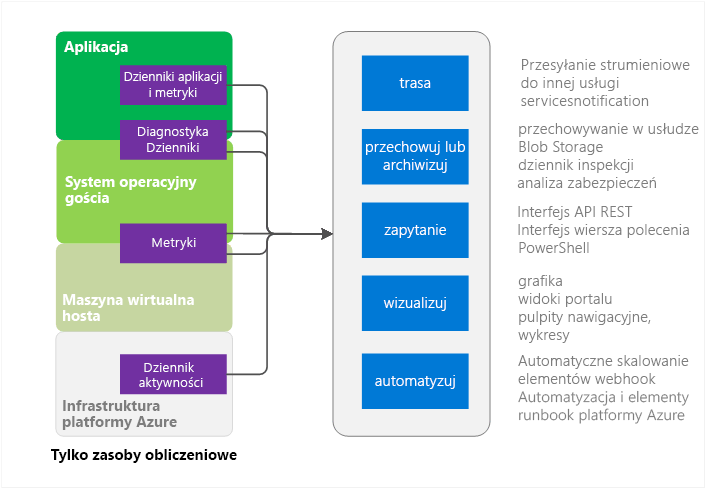 Aplikacja
Dzienniki aplikacji
i metryki
Diagnostyka
Dzienniki
System operacyjny
gościa
Metryki
Maszyna wirtualna
hosta
Dziennik
aktywności
Infrastruktura
platformy Azure
Tylko zasoby obliczeniowe
trasa
Przesyłanie strumieniowe
do innej usługi
servicesnotification
przechowuj lub
archiwizuj
przechowywanie w usłudze
Blob Storage
dziennik inspekcji
analiza zabezpieczeń
zapytanie
Interfejs API REST
Interfejs wiersza polecenia
PowerShell
wizualizuj
grafika
widoki portalu
pulpity nawigacyjne,
wykresy
automatyzuj
Automatyczne skalowanie
elementów webhook
Automatyzacja i elementy
runbook platformy Azure